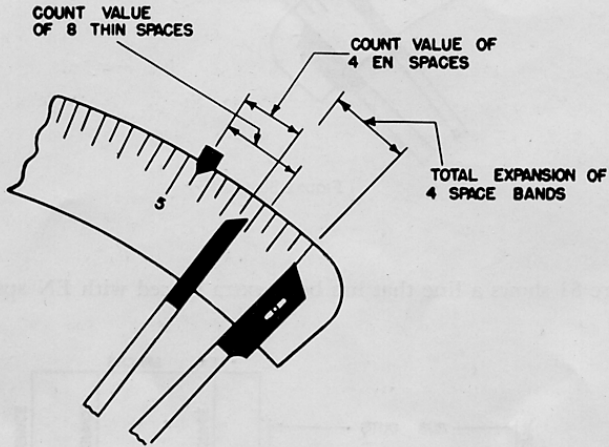 COUNT VALUE
OF 8 THIN SPACES
COUNT VALUE OF
4 EN SPACES
TOTAL EXPANSION OF
4 SPACE BANDS
5